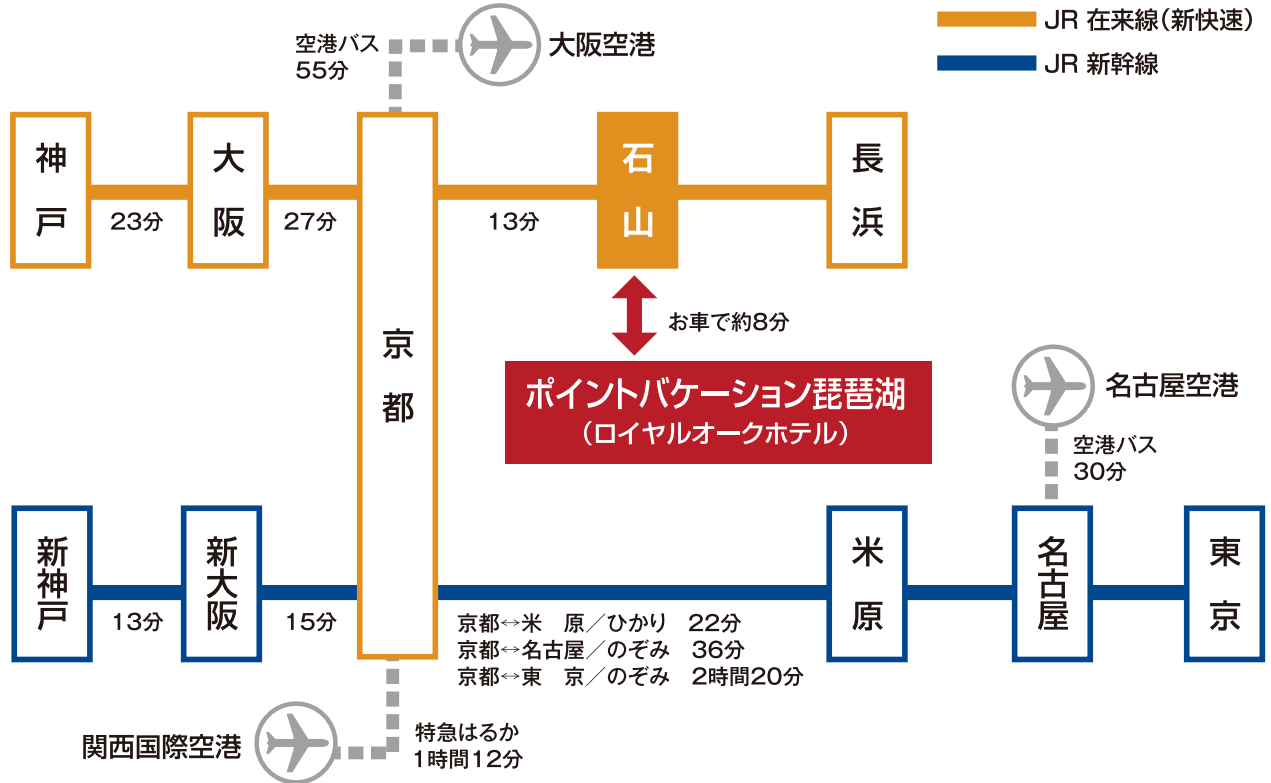 JR 在来線（新快速）
JR 新幹線
空港バス
55分
大阪空港
神戸
大阪
京都
石山
長浜
23分
27分
13分
お車で約8分
ポイントバケーション琵琶湖
（ロイヤルオークホテル）
名古屋空港
空港バス
30分
新神戸
新大阪
米原
名古屋
東京
13分
15分
京都↔米　原／ひかり　22分
京都↔名古屋／のぞみ　36分
京都↔東　京／のぞみ　2時間20分
関西国際空港
特急はるか
1時間12分